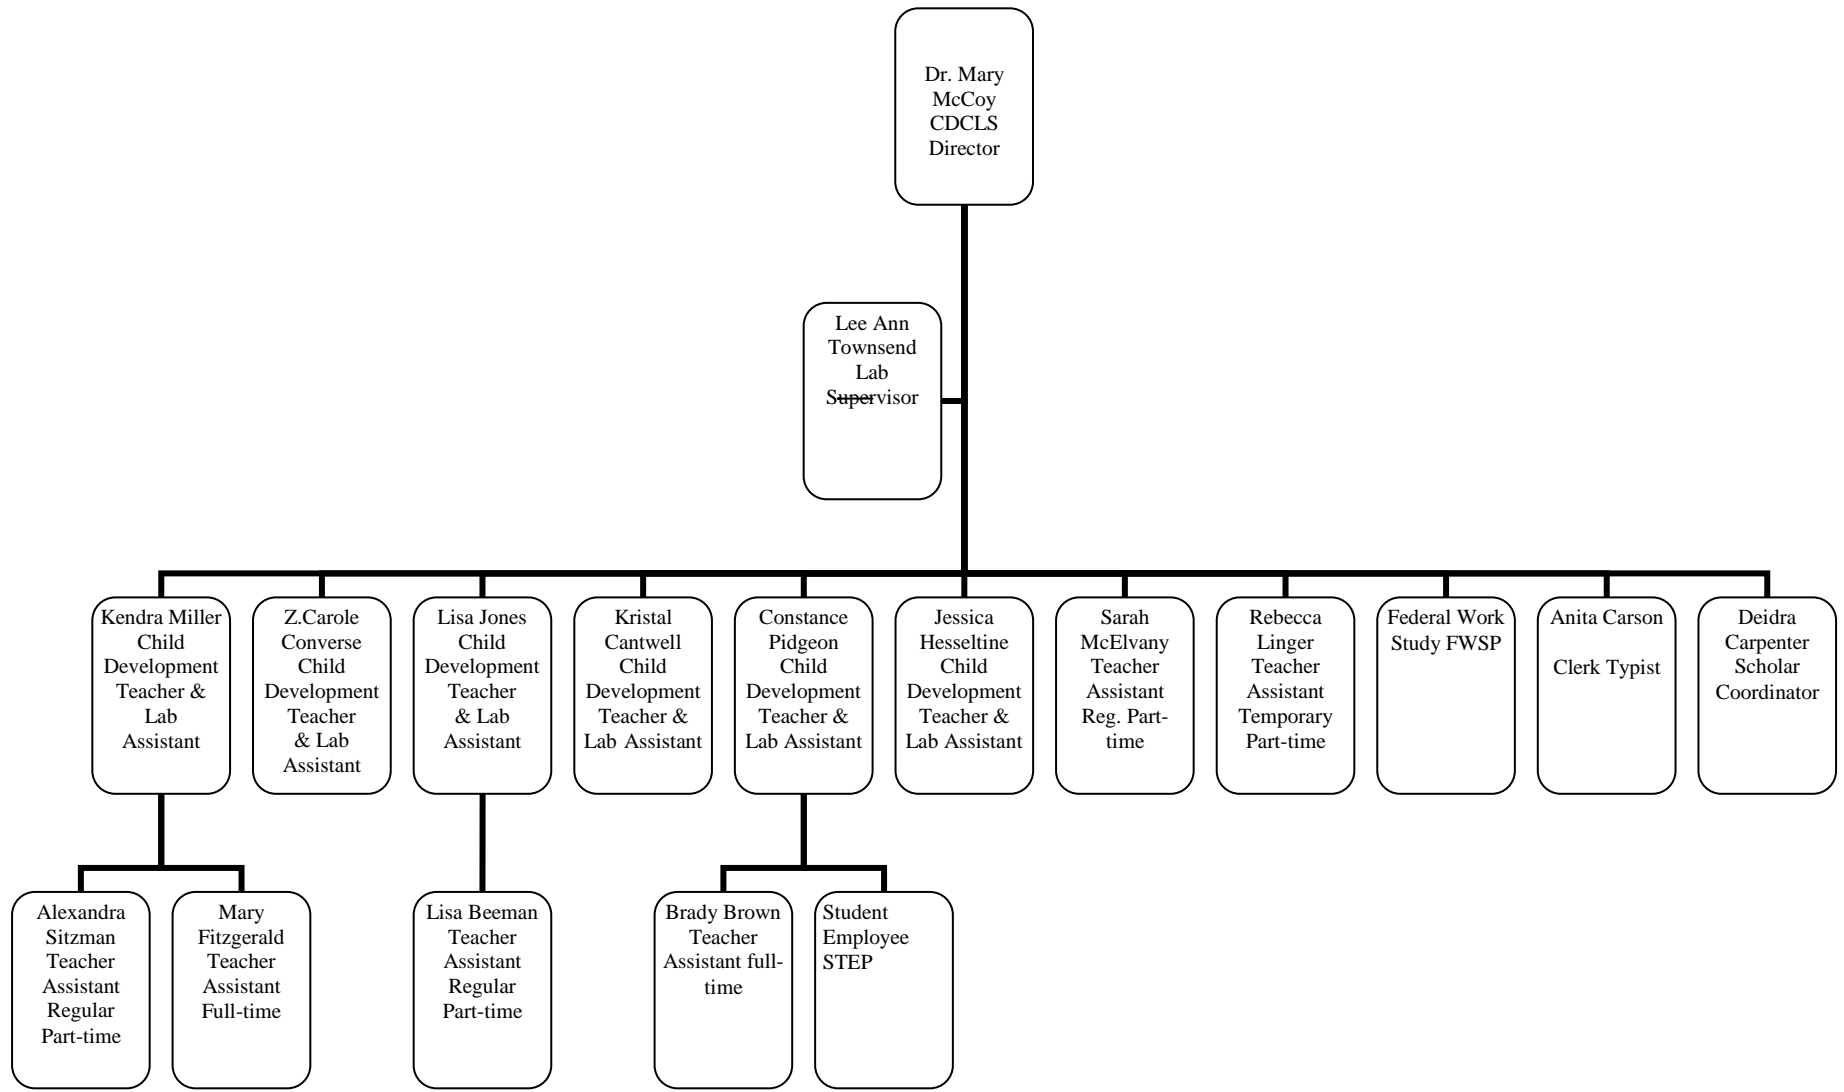 Dr. Mary
McCoy
CDCLS
Director
Lee Ann
Townsend
Lab
Supervisor
Kendra Miller
Child
Development
Teacher &
Lab
Assistant
Z.Carole
Converse
Child
Development
Teacher
& Lab
Assistant
Lisa Jones
Child
Development
Teacher
& Lab
Assistant
Kristal
Cantwell
Child
Development
Teacher &
Lab Assistant
Constance
Pidgeon
Child
Development
Teacher &
Lab Assistant
Jessica
Hesseltine
Child
Development
Teacher &
Lab Assistant
Sarah
McElvany
Teacher
Assistant
Reg. Part-
time
Rebecca
Linger
Teacher
Assistant
Temporary
Part-time
Federal Work
Study FWSP
Anita Carson
Clerk Typist
Deidra
Carpenter
Scholar
Coordinator
Alexandra
Sitzman
Teacher
Assistant
Regular
Part-time
Mary
Fitzgerald
Teacher
Assistant
Full-time
Lisa Beeman
Teacher
Assistant
Regular
Part-time
Brady Brown
Teacher
Assistant full-
time
Student
Employee
STEP